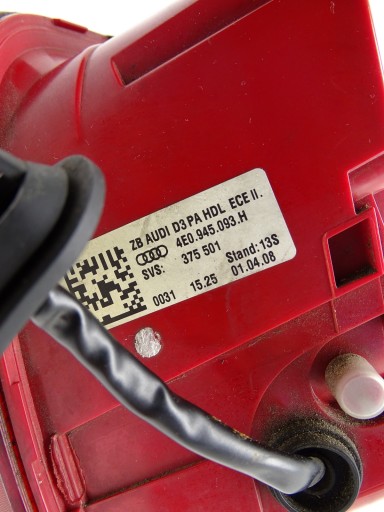 ZB AUDI D3 PA HDL ECE II.
4E0.945.093.H
SVS: 375 501 Stand: 13S
0031 15.25 01.04.08